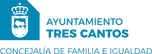 AYUNTAMIENTO
TRES CANTOS
CONCEJALÍA DE FAMILIA E IGUALDAD